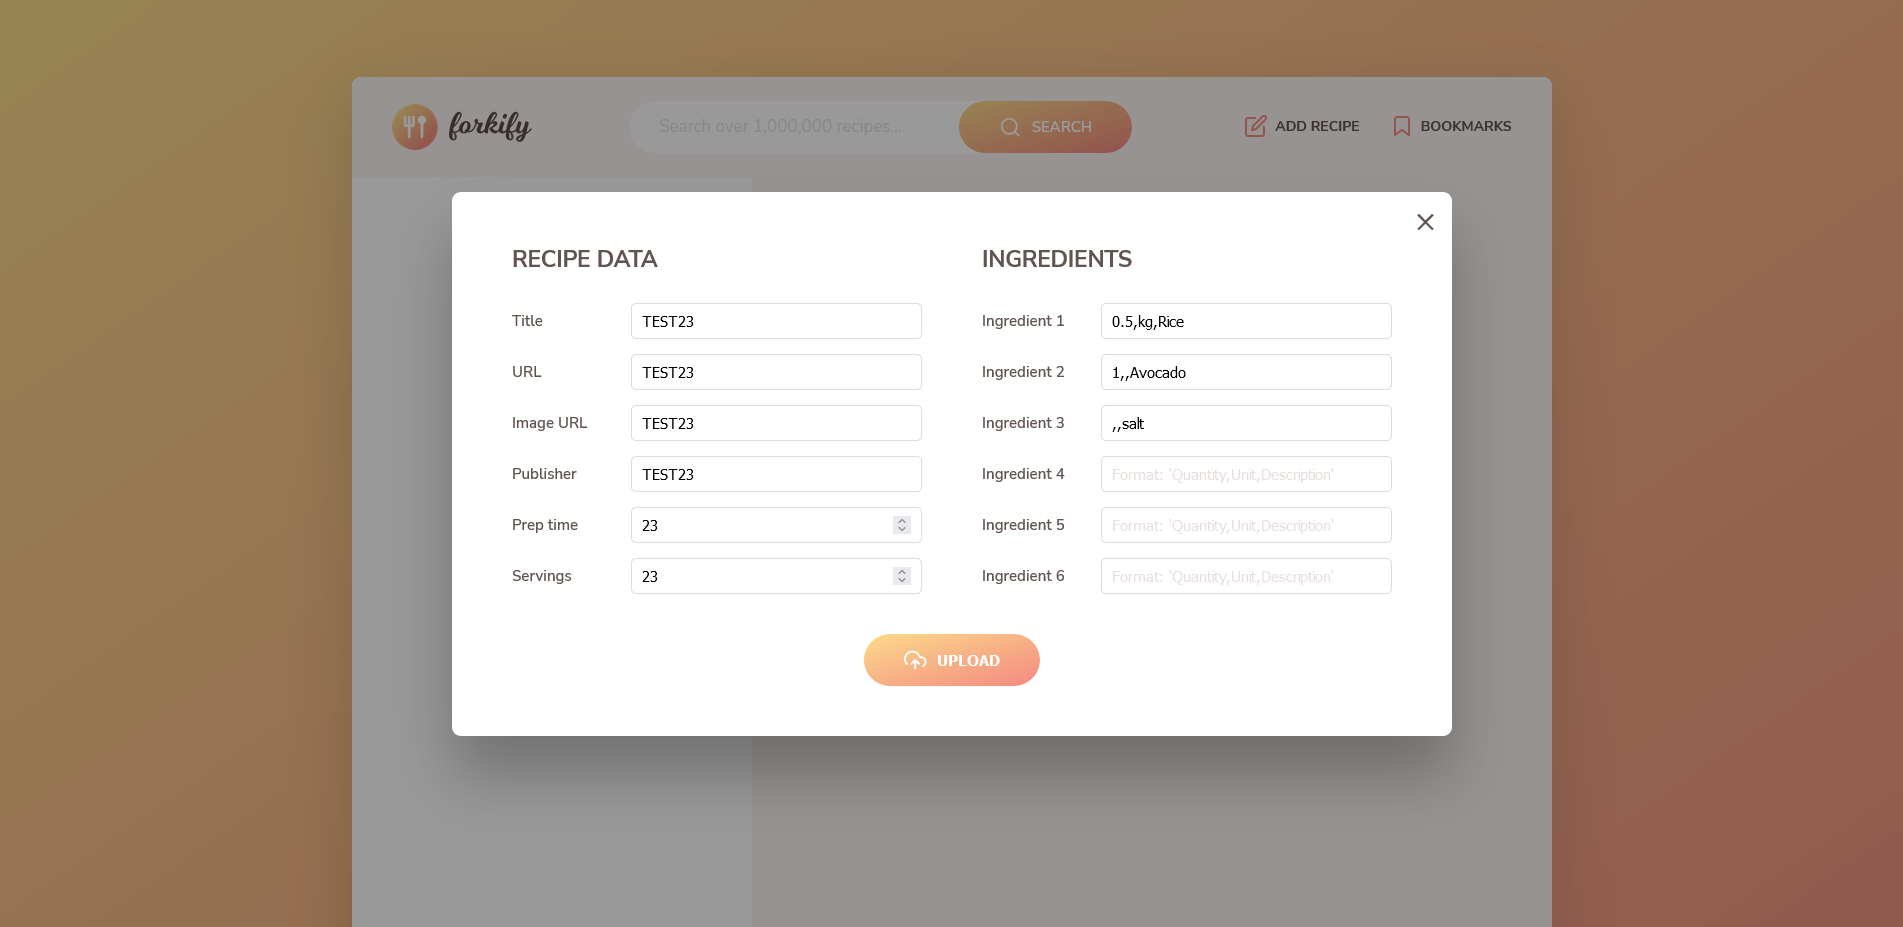 forkify
Search over 1,000,000 recipes...
SEARCH
ADD RECIPE
BOOKMARKS
RECIPE DATA
Title
TEST23
URL
TEST23
Image URL
TEST23
Publisher
TEST23
Prep time
23
Servings
23
INGREDIENTS
Ingredient 1
0.5,kg,Rice
Ingredient 2
1,,Avocado
Ingredient 3
,,salt
Ingredient 4
Format: 'Quantity,Unit,Description'
Ingredient 5
Format: 'Quantity,Unit,Description'
Ingredient 6
Format: 'Quantity,Unit,Description'
UPLOAD